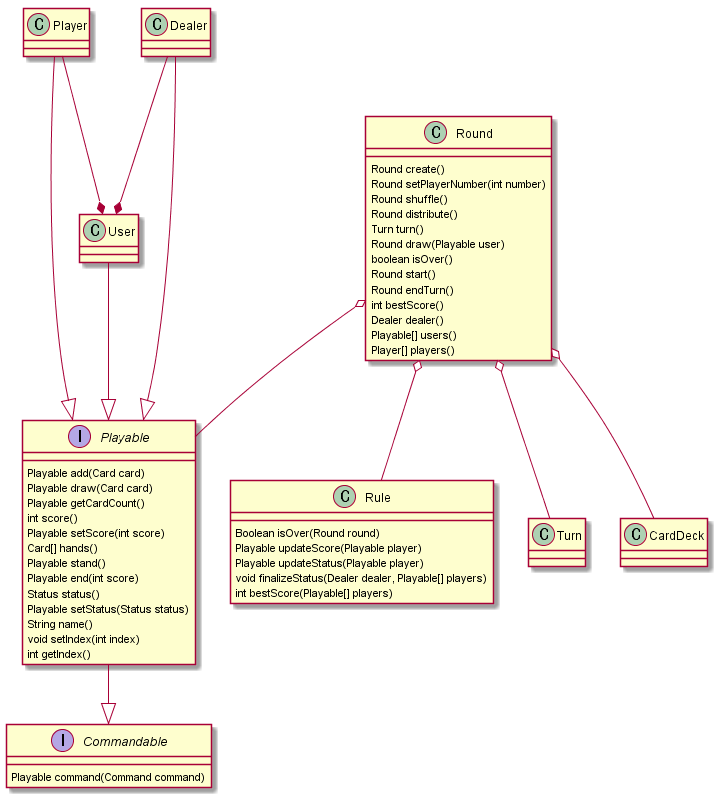 C Player
C Dealer
C User
C Round
Round create()
Round setPlayerNumber(int number)
Round shuffle()
Round distribute()
Turn turn()
Round draw(Playable user)
boolean isOver()
Round start()
Round endTurn()
int bestScore()
Dealer dealer()
Playable[] users()
Player[] players()
I Playable
Playable add(Card card)
Playable draw(Card card)
Playable getCardCount()
int score()
Playable setScore(int score)
Card[] hands()
Playable stand()
Playable end(int score)
Status status()
Playable setStatus(Status status)
String name()
void setIndex(int index)
int getIndex()
C Rule
Boolean isOver(Round round)
Playable updateScore(Playable player)
Playable updateStatus(Playable player)
void finalizeStatus(Dealer dealer, Playable[] players)
int bestScore(Playable[] players)
C Turn
C CardDeck
I Commandable
Playable command(Command command)